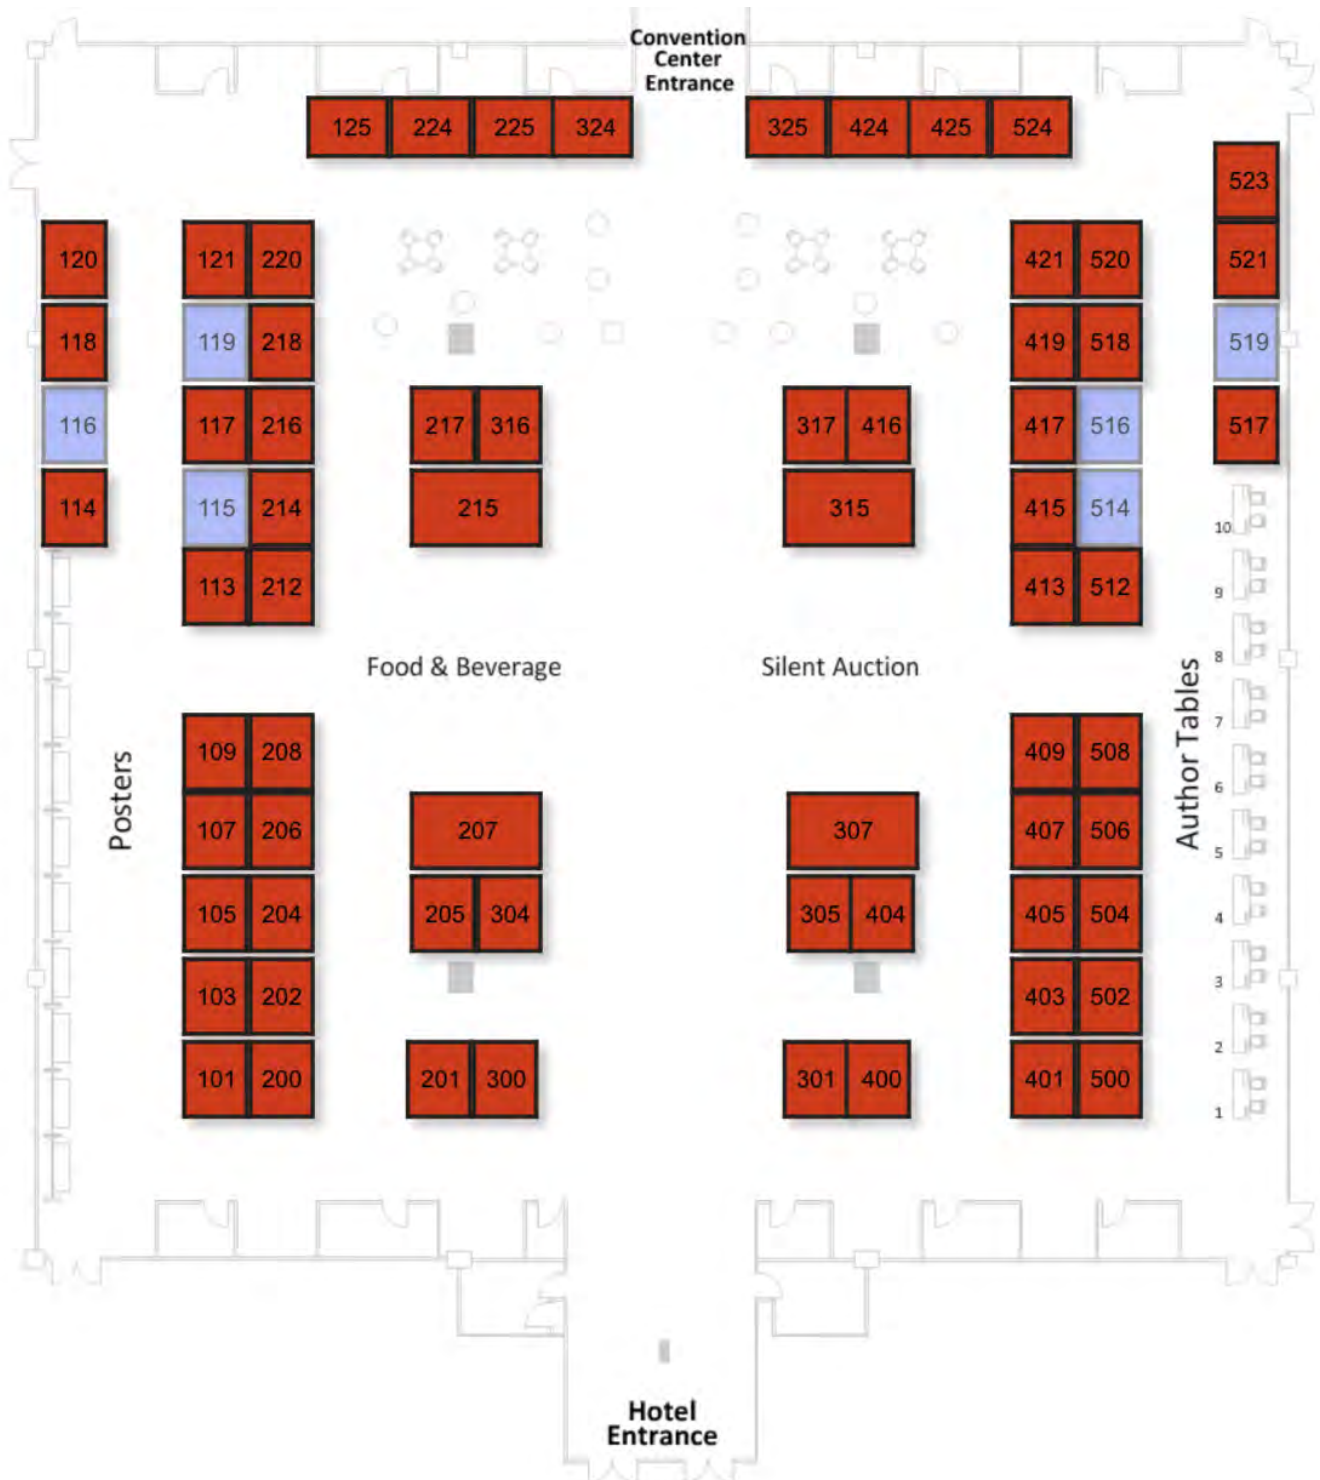 Convention
Center
Entrance
125 224 225 324
325 424 425 524
523
120 121 220
421 520 521
118 119 218
419 518 519
116 117 216 217 316
317 416 417 516 517
114 115 214 215
315 415 514
10
113 212
413 512
9
Food & Beverage
Silent Auction
8
Posters
Author Tables
7
109 208
409 508
6
107 206 207
307 407 506
5
105 204 205 304
305 404 405 504
4
103 202
403 502
3
2
101 200 201 300
301 400 401 500
1
Hotel
Entrance